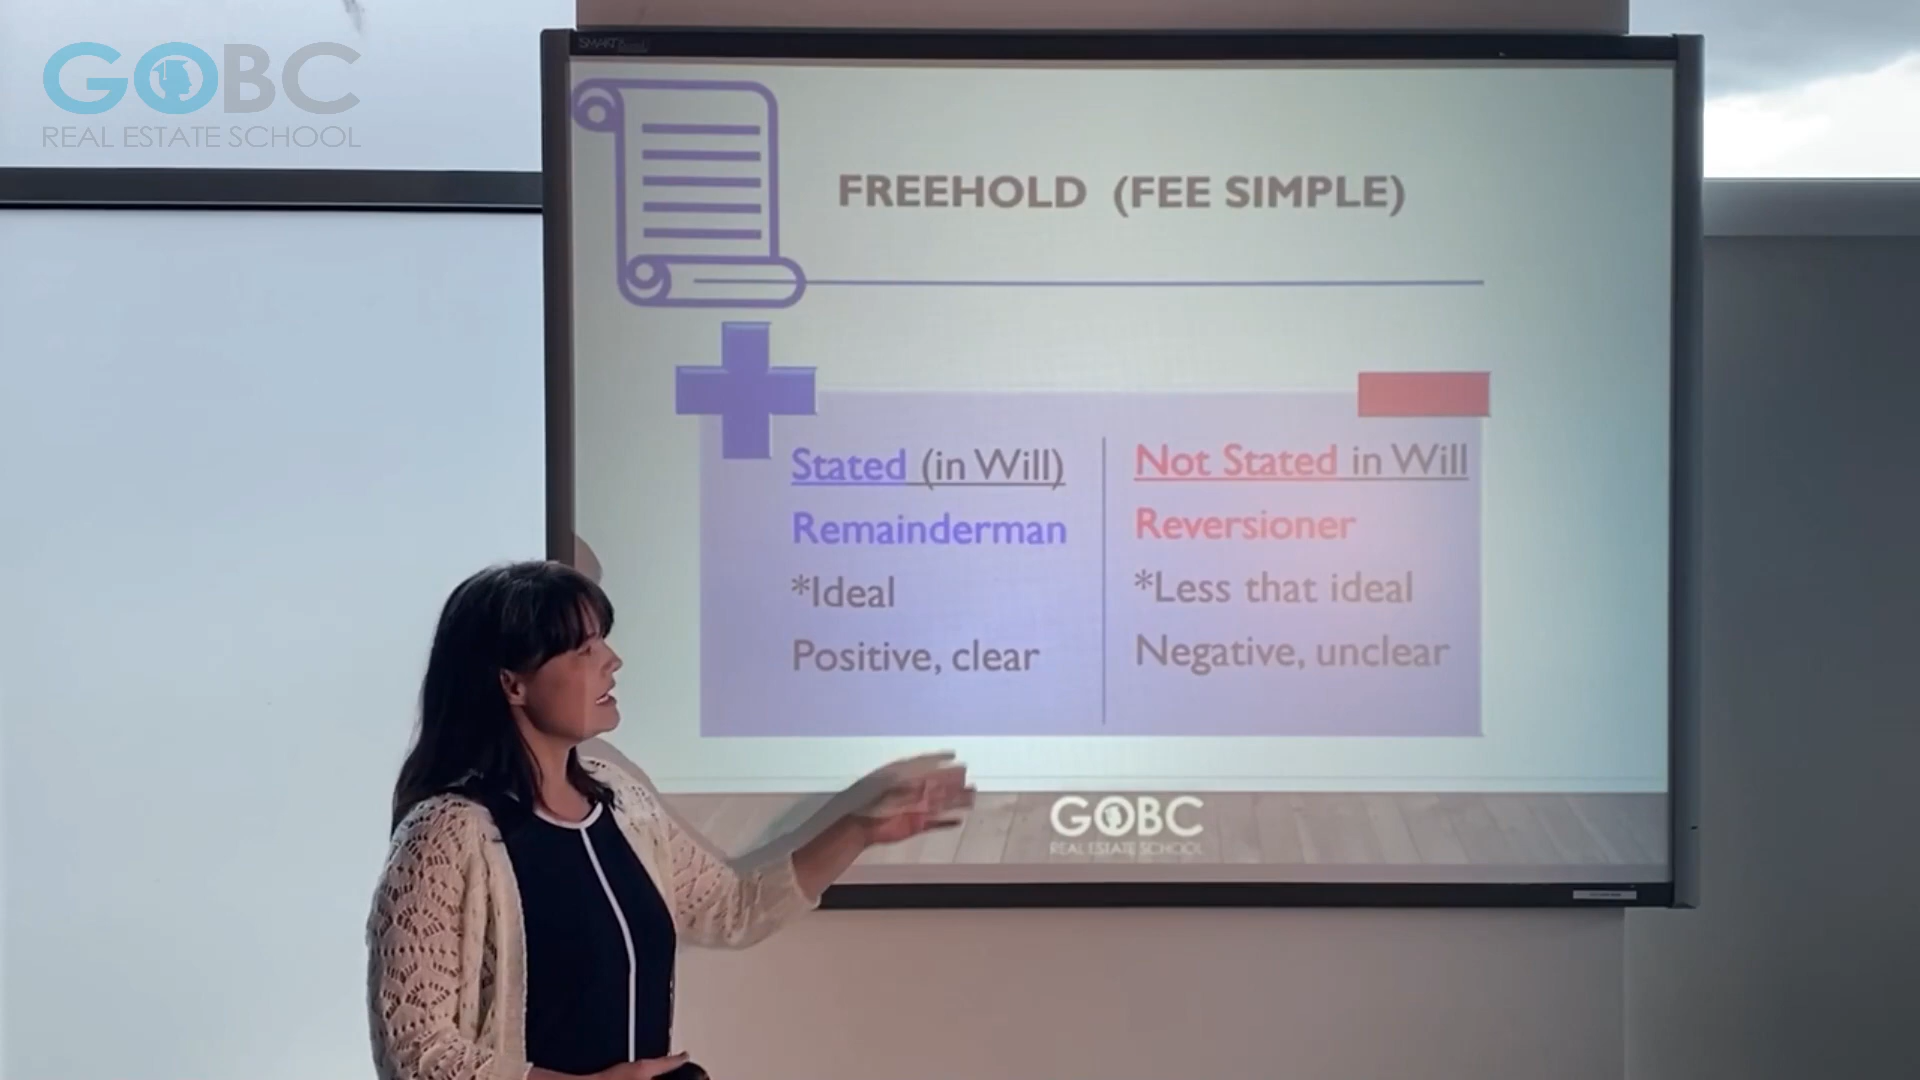 GOBC
REAL ESTATE SCHOOL
SMART
FREEHOLD (FEE SIMPLE)
Stated (in Will)
Remainderman
*Ideal
Positive, clear
Not Stated in Will
Reversioner
*Less that ideal
Negative, unclear
GOBC
REAL ESTATE SCHOOL